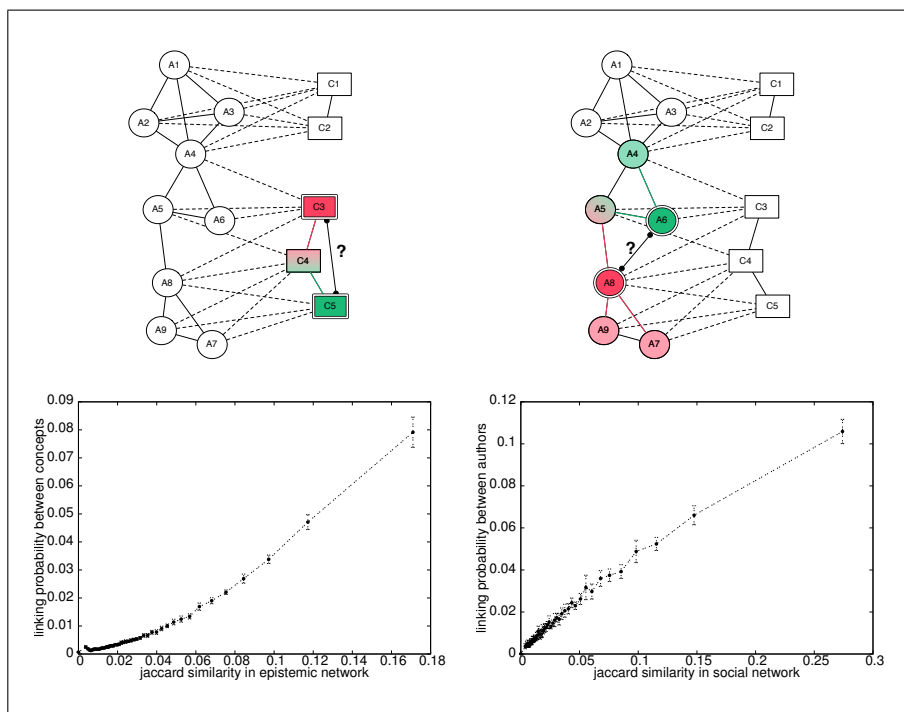 A1
C1
A3
A2
C2
A4
C3
A5
A6
?
C4
A8
C5
A9
A7
A1
C1
A3
A2
C2
A4
A5
C3
A6
?
C4
A8
C5
A9
A7
linking probability between concepts
0.09
0.08
0.07
0.06
0.05
0.04
0.03
0.02
0.01
0
0 0.02 0.04 0.06 0.08 0.10 0.12 0.14 0.16 0.18
jaccard similarity in epistemic network
linking probability between authors
0.12
0.1
0.08
0.06
0.04
0.02
0
0 0.05 0.1 0.15 0.2 0.25 0.3
jaccard similarity in social network